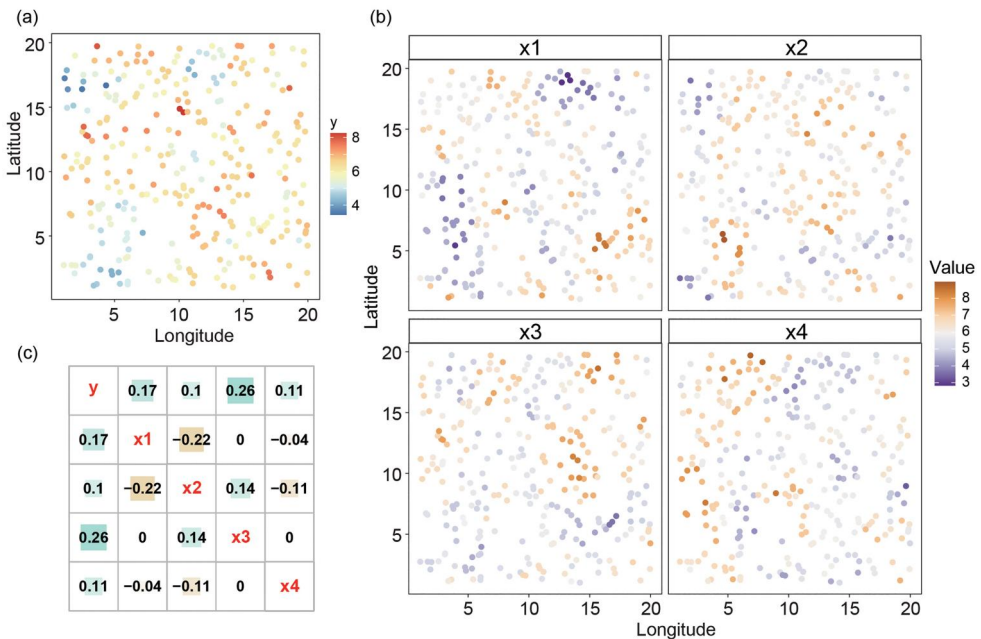 (a)
20
15
10
5
Latitude
5 10 15 20
Longitude
y
8
6
4
(b)
x1 x2
20
15
10
5
Latitude
x3 x4
20
15
10
5
5 10 15 20 5 10 15 20
Longitude
Value
8
7
6
5
4
3
(c)
y 0.17 0.1 0.26 0.11
0.17 x1 −0.22 0 −0.04
0.1 −0.22 x2 0.14 −0.11
0.26 0 0.14 x3 0
0.11 −0.04 −0.11 0 x4